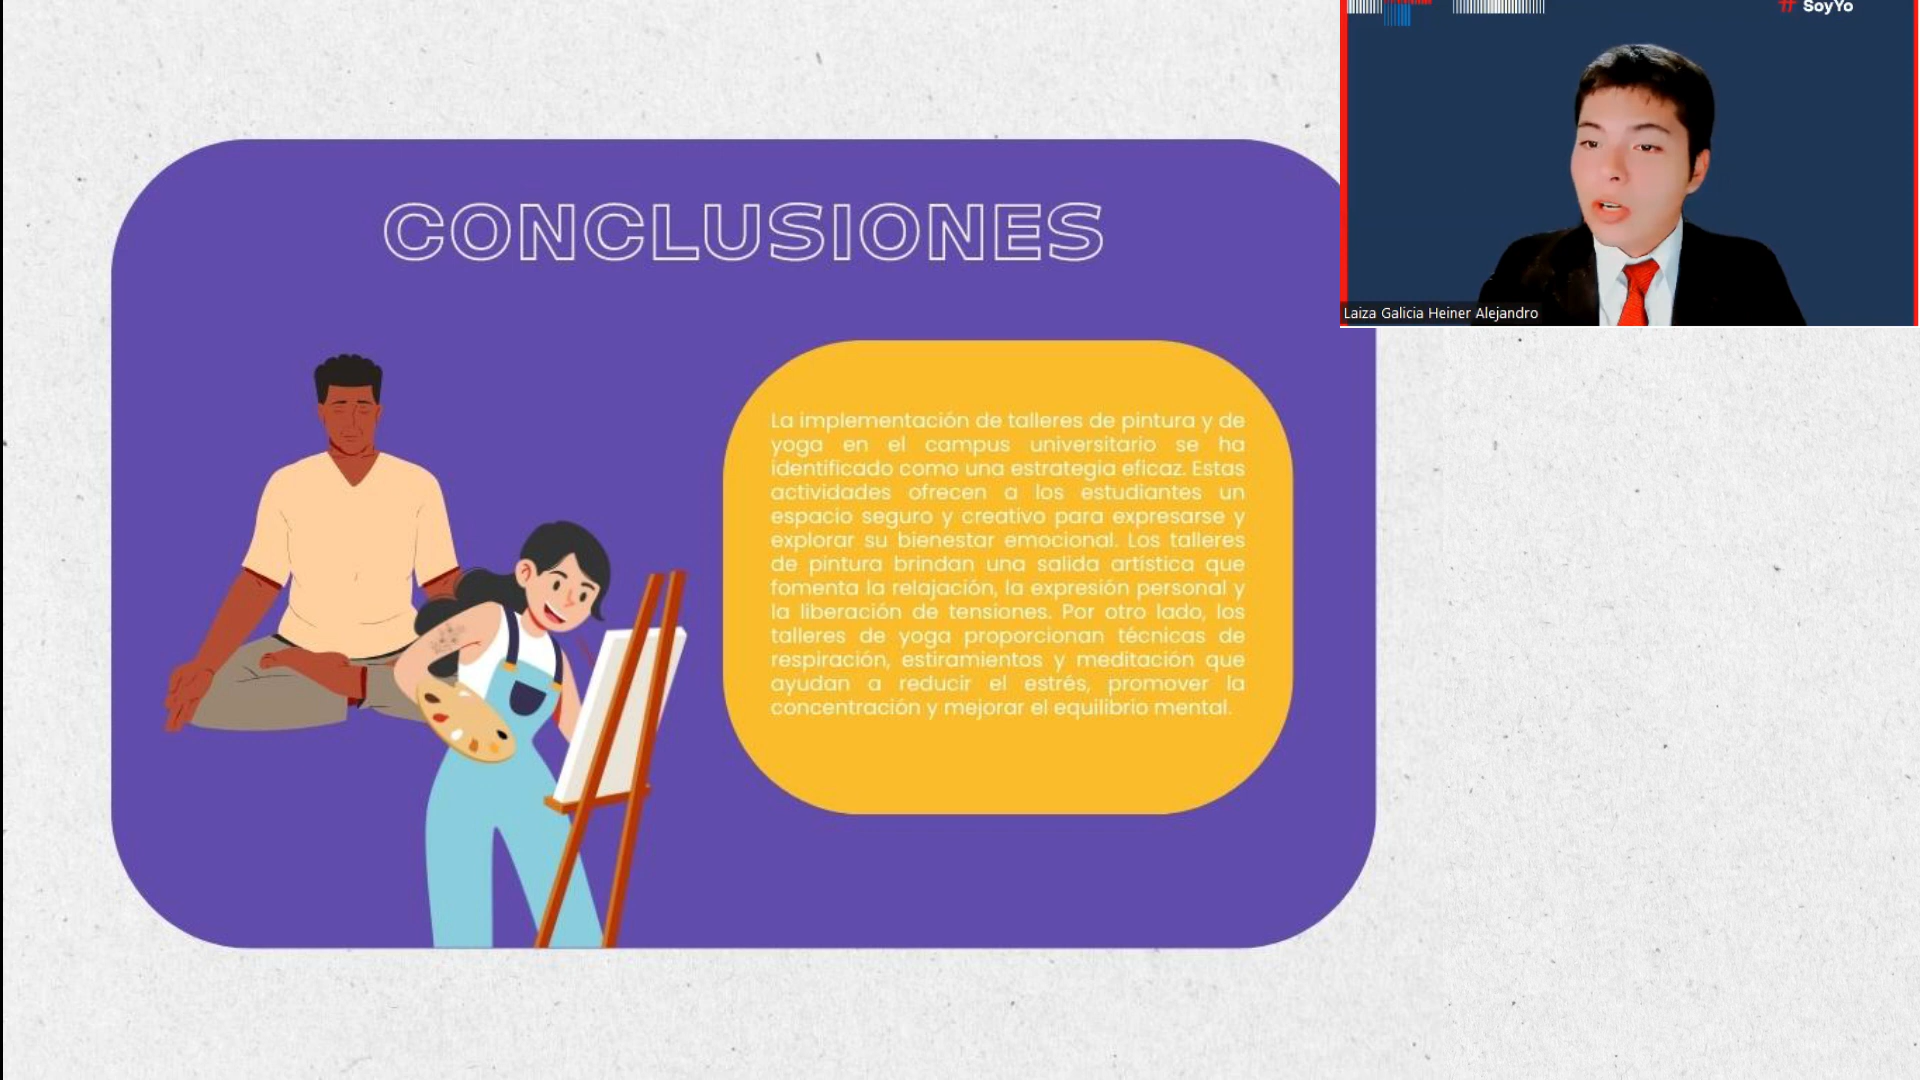 # SoyYo
CONCLUSIONES
Laiza Galicia Heiner Alejandro
La implementación de talleres de pintura y de
yoga en el campus universitario se ha
identificado como una estrategia eficaz. Estas
actividades ofrecen a los estudiantes un
espacio seguro y creativo para expresarse y
explorar su bienestar emocional. Los talleres
de pintura brindan una salida artística que
fomenta la relajación, la expresión personal y
la liberación de tensiones. Por otro lado, los
talleres de yoga proporcionan técnicas de
respiración, estiramientos y meditación que
ayudan a reducir el estrés, promover la
concentración y mejorar el equilibrio mental.